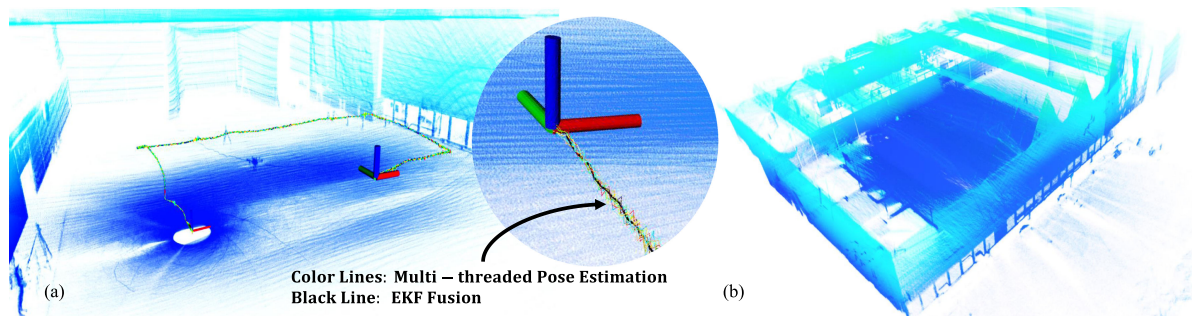 (a)
Color Lines: Multi – threaded Pose Estimation
Black Line: EKF Fusion
(b)